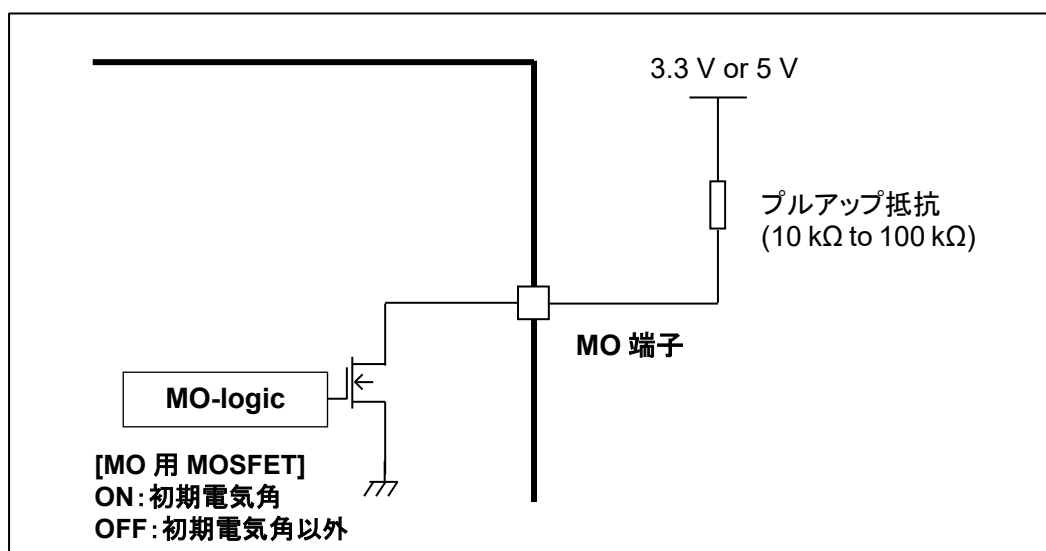 3.3 V or 5 V
プルアップ抵抗
(10 kΩ to 100 kΩ)
MO 端子
MO-logic
[MO 用 MOSFET]
ON：初期電気角
OFF：初期電気角以外